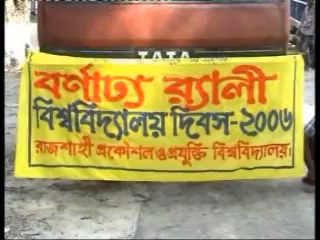 TATA
বর্ণাঢ্য র‍্যালী
বিশ্ববিদ্যালয় দিবস-২০০৬
রাজশাহী প্রকৌশল ও প্রযুক্তি বিশ্ববিদ্যালয়।